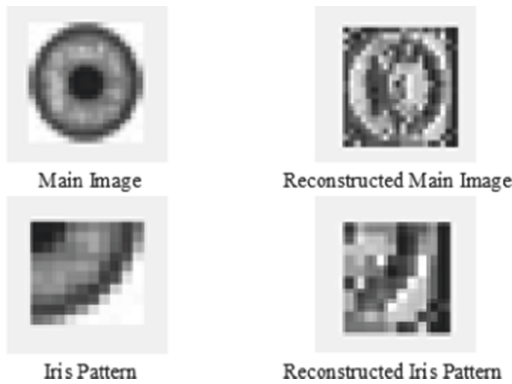 Main Image
Reconstructed Main Image
Iris Pattern
Reconstructed Iris Pattern